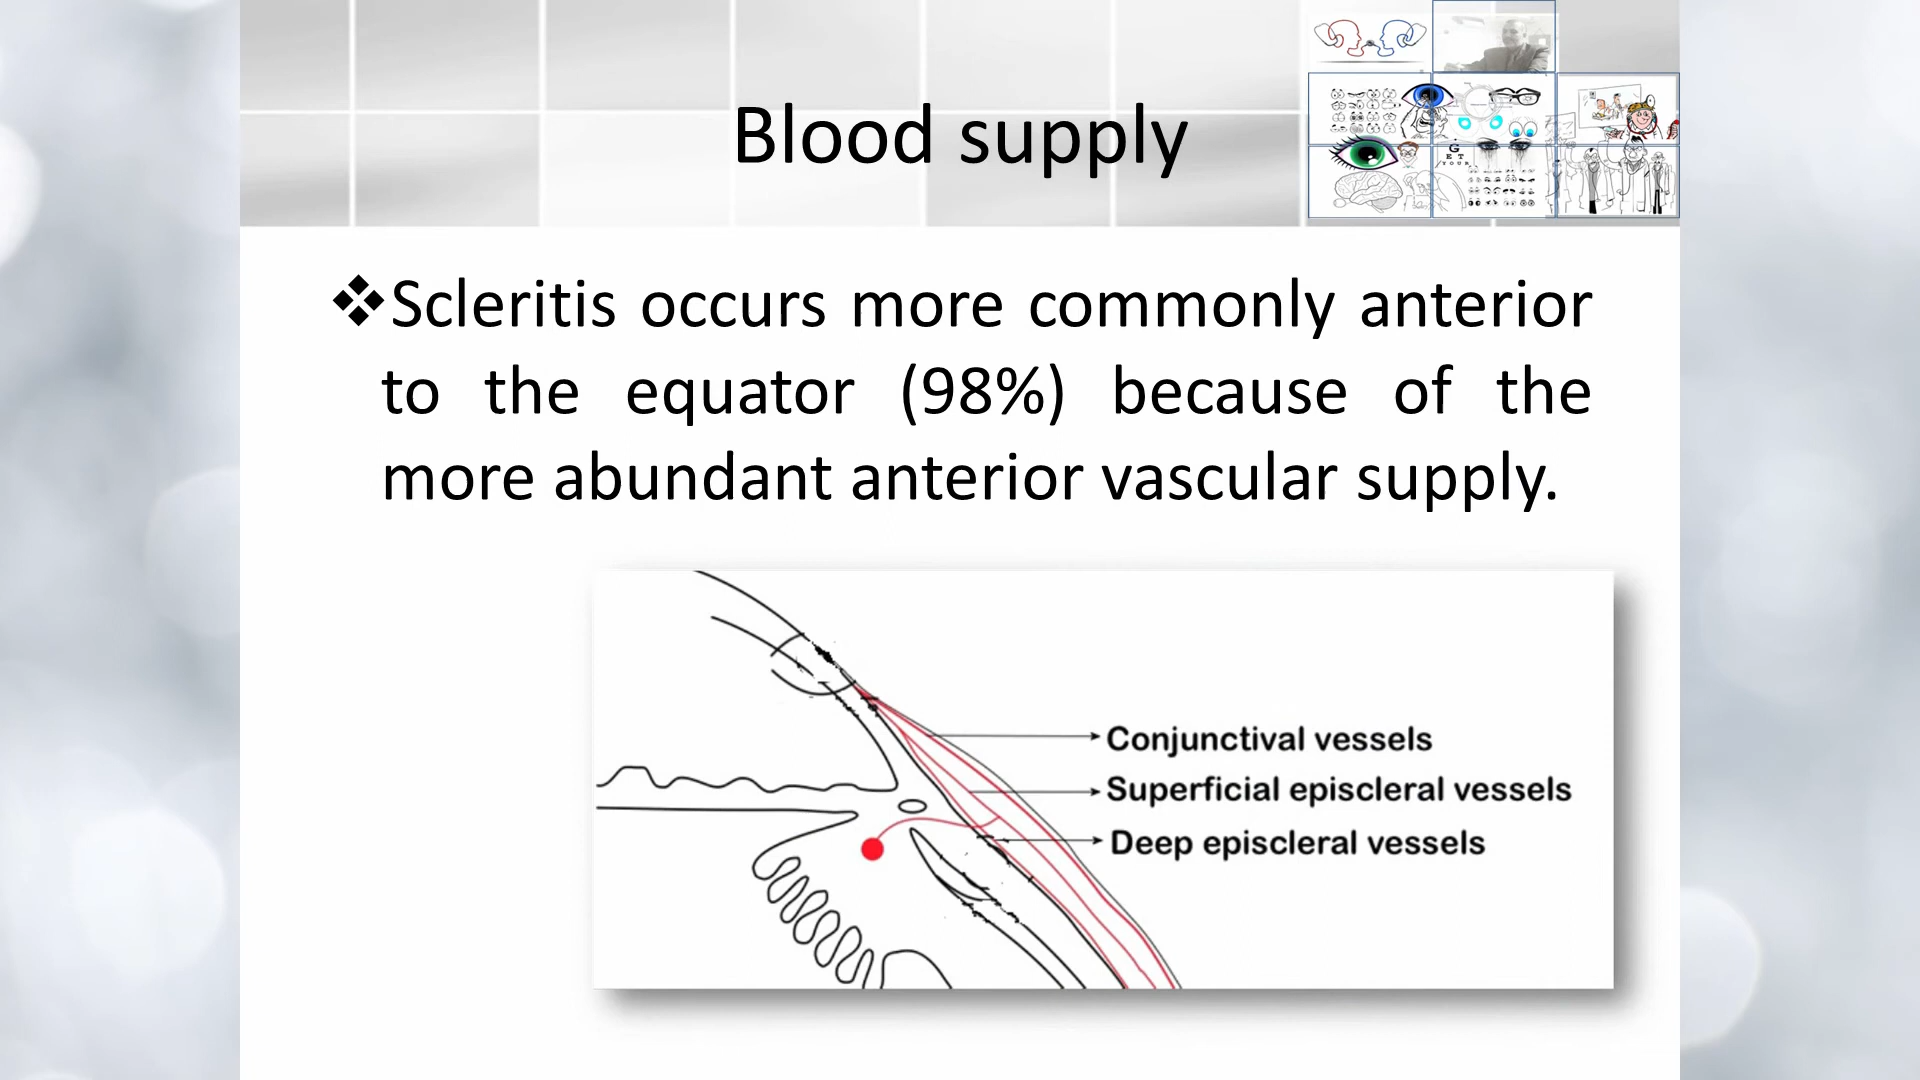 Blood supply
G
E T
Y O U R
❖Scleritis occurs more commonly anterior
to the equator (98%) because of the
more abundant anterior vascular supply.
Conjunctival vessels
Superficial episcleral vessels
Deep episcleral vessels